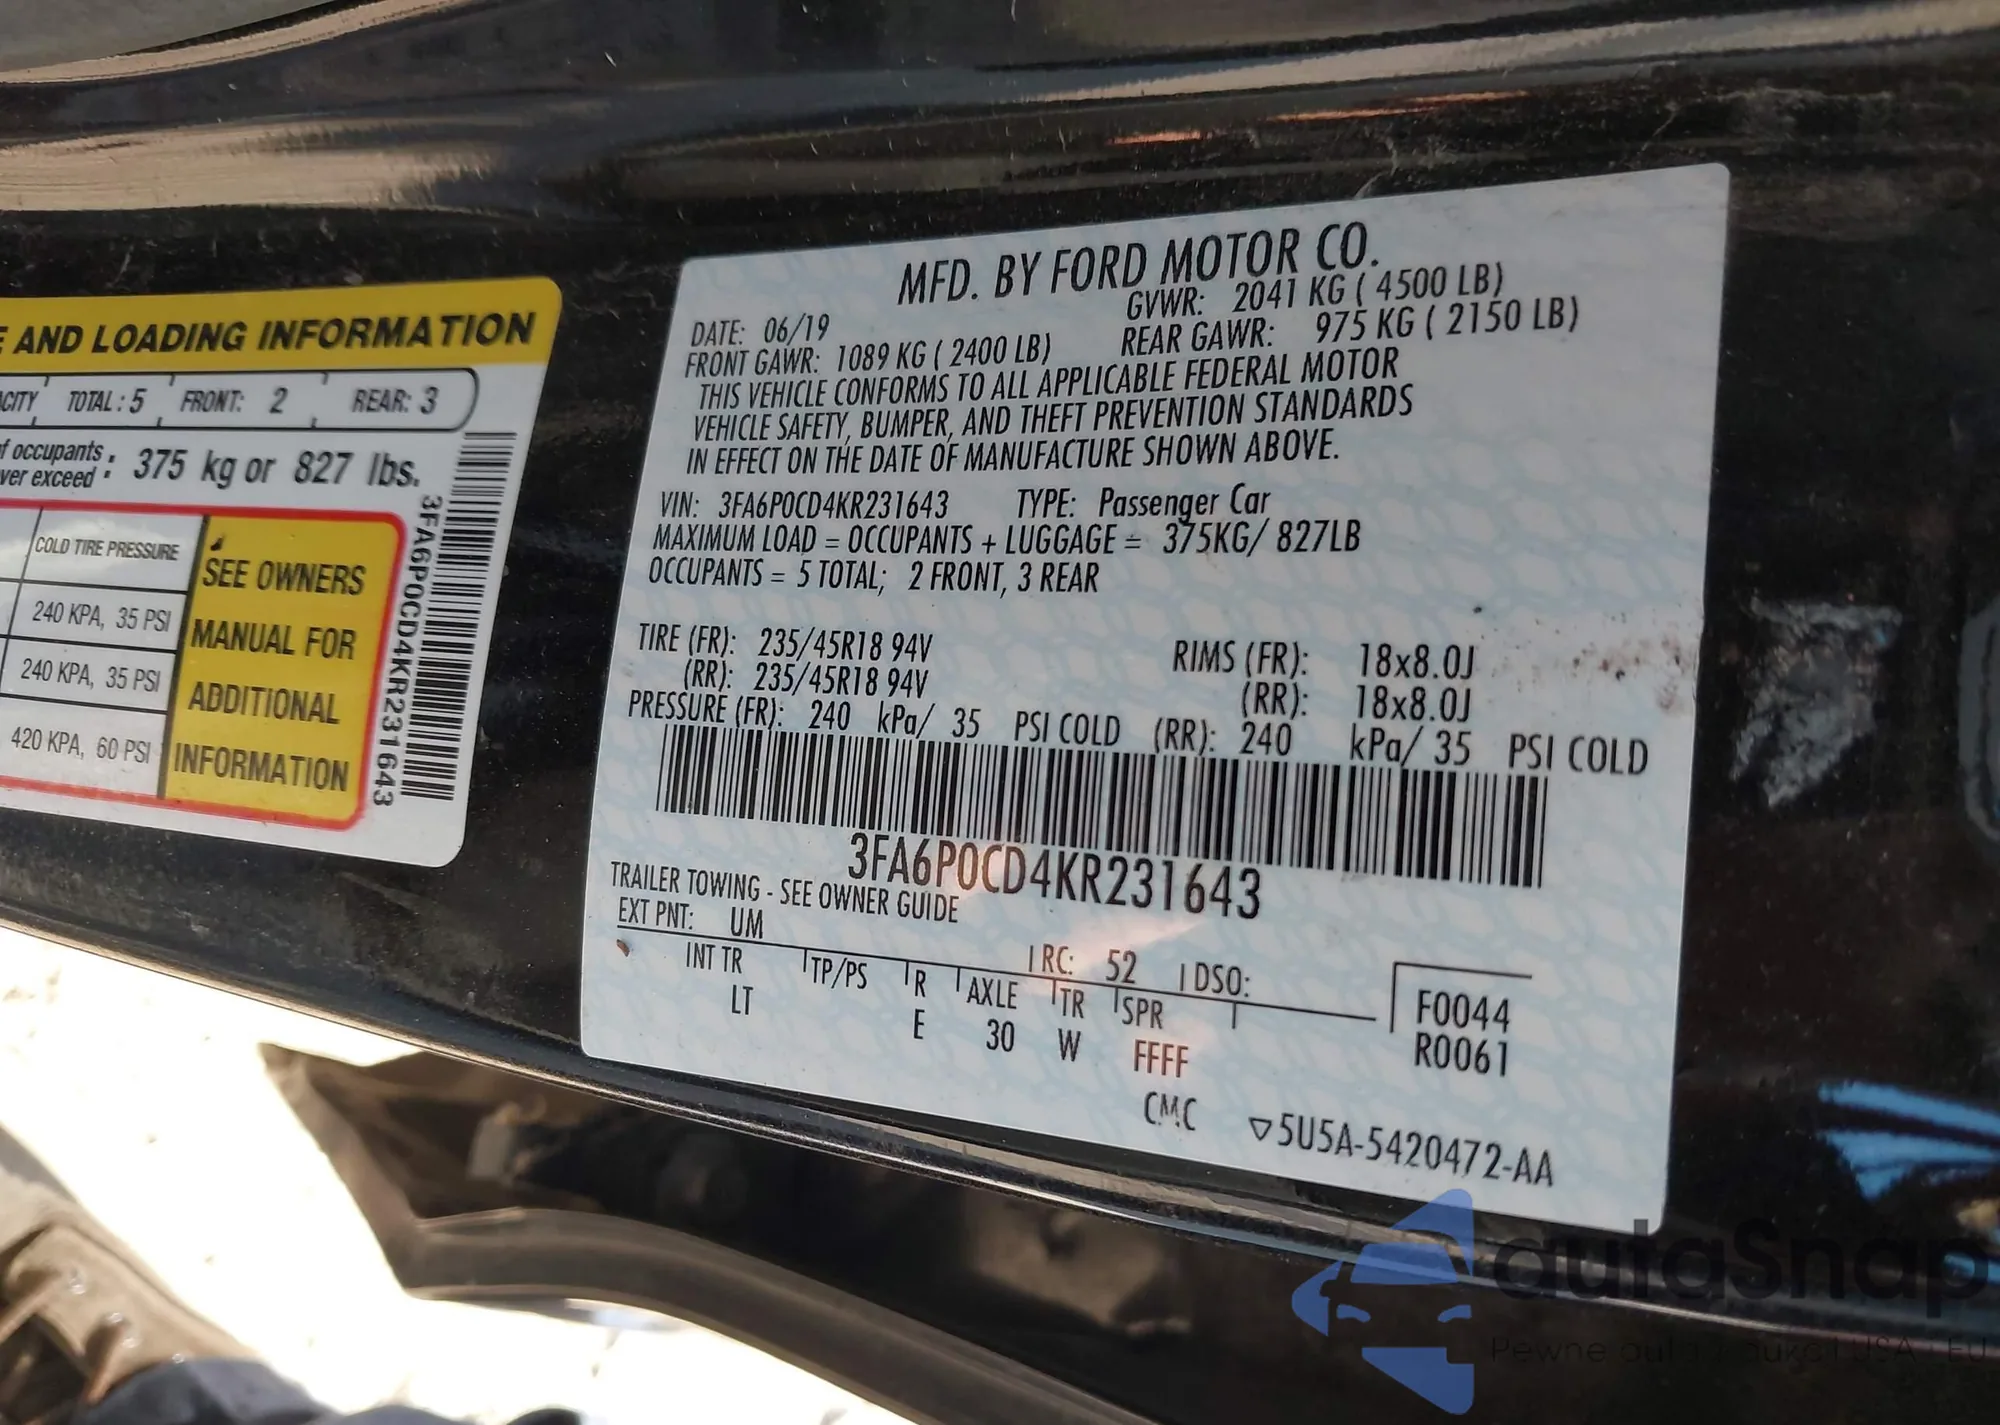 E AND LOADING INFORMATION
CITY TOTAL: 5 FRONT: 2 REAR: 3
f occupants
ver exceed : 375 kg or 827 lbs.
COLD TIRE PRESSURE
240 KPA, 35 PSI
240 KPA, 35 PSI
420 KPA, 60 PSI
SEE OWNERS
MANUAL FOR
ADDITIONAL
INFORMATION
3FA6P0CD4KR231643
MFD. BY FORD MOTOR CO.
DATE: 06/19 GVWR: 2041 KG ( 4500 LB)
FRONT GAWR: 1089 KG ( 2400 LB) REAR GAWR: 975 KG ( 2150 LB)
THIS VEHICLE CONFORMS TO ALL APPLICABLE FEDERAL MOTOR
VEHICLE SAFETY, BUMPER, AND THEFT PREVENTION STANDARDS
IN EFFECT ON THE DATE OF MANUFACTURE SHOWN ABOVE.
VIN: 3FA6P0CD4KR231643 TYPE: Passenger Car
MAXIMUM LOAD = OCCUPANTS + LUGGAGE = 375KG/ 827LB
OCCUPANTS = 5 TOTAL; 2 FRONT, 3 REAR
TIRE (FR): 235/45R18 94V RIMS (FR): 18x8.0J
(RR): 235/45R18 94V (RR): 18x8.0J
PRESSURE (FR): 240 kPa/ 35 PSI COLD (RR): 240 kPa/ 35 PSI COLD
3FA6P0CD4KR231643
TRAILER TOWING - SEE OWNER GUIDE
EXT PNT: UM RC: 52 DSO:
INT TR TP/PS R AXLE TR SPR
LT E 30 W FFFF
F0044
R0061
CMC ▽5U5A-5420472-AA
autaSnap
Pewne auta USA EU